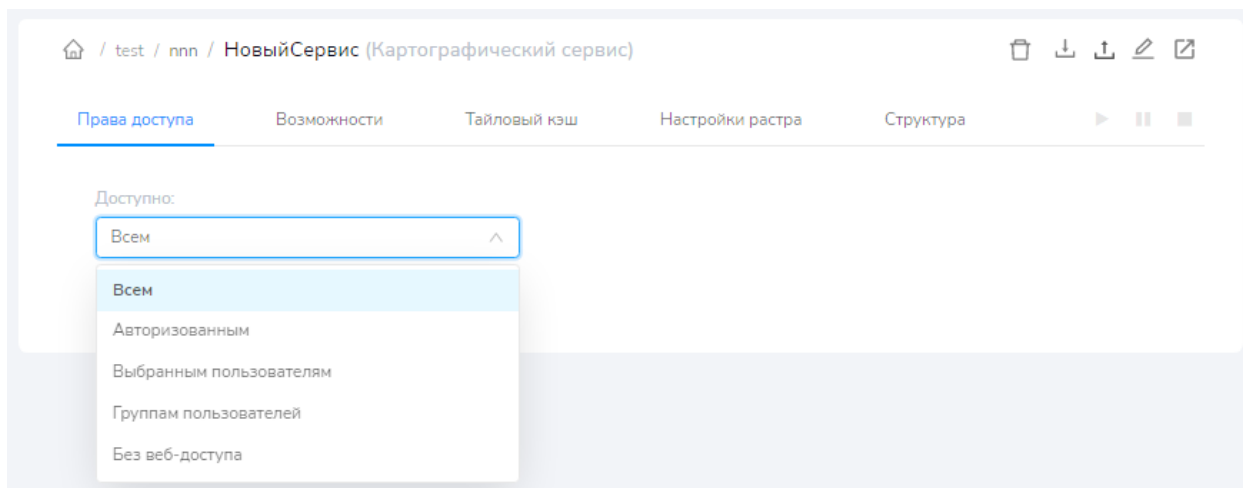 / test / nnn / НовыйСервис (Картографический сервис)
Права доступа Возможности Тайловый кэш Настройки растра Структура
Доступно:
Всем
Всем
Авторизованным
Выбранным пользователям
Группам пользователей
Без веб-доступа